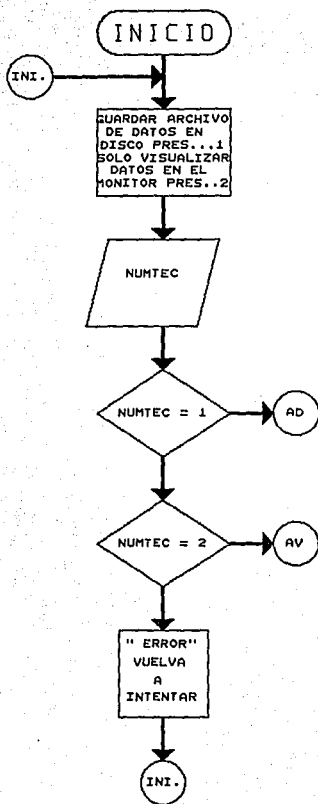 INICIO
INI.
GUARDAR ARCHIVO
DE DATOS EN
DISCO PRES...1
SOLO VISUALIZAR
DATOS EN EL
MONITOR PRES..2
NUMTEC
NUMTEC = 1
AD
NUMTEC = 2
AV
" ERROR"
VUELVA
A
INTENTAR
INI.